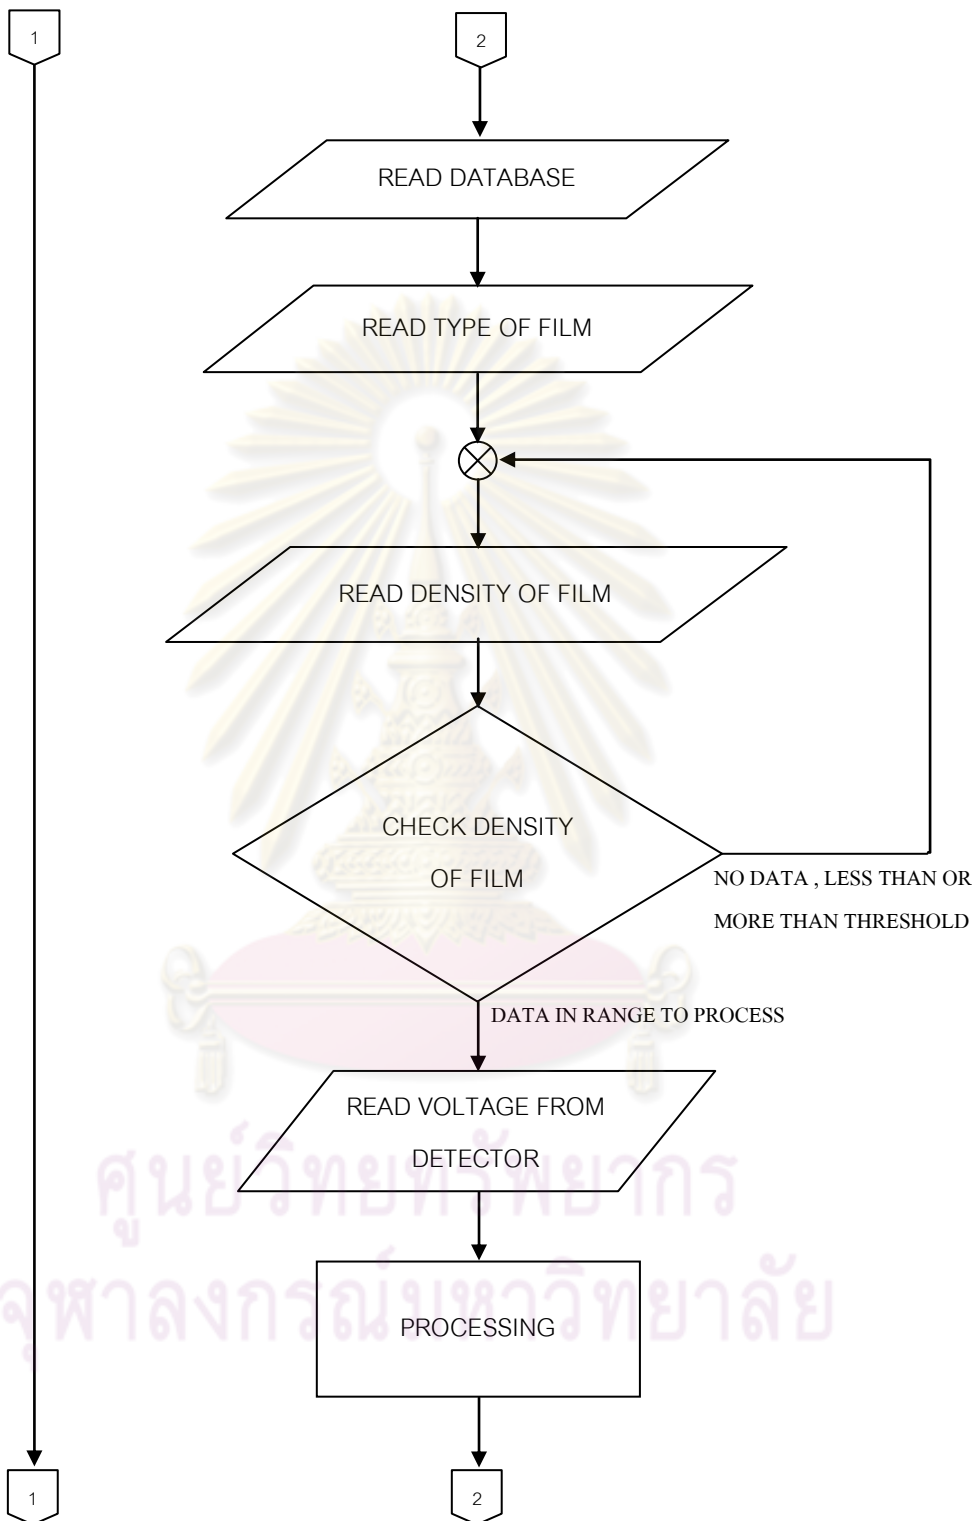 1
2
READ DATABASE
READ TYPE OF FILM
READ DENSITY OF FILM
CHECK DENSITY
OF FILM
NO DATA , LESS THAN OR
MORE THAN THRESHOLD
DATA IN RANGE TO PROCESS
READ VOLTAGE FROM
DETECTOR
ศูนย์วิทยทรัพยากร
จุฬาลงกรณ์มหาวิทยาลัย
PROCESSING
1
2